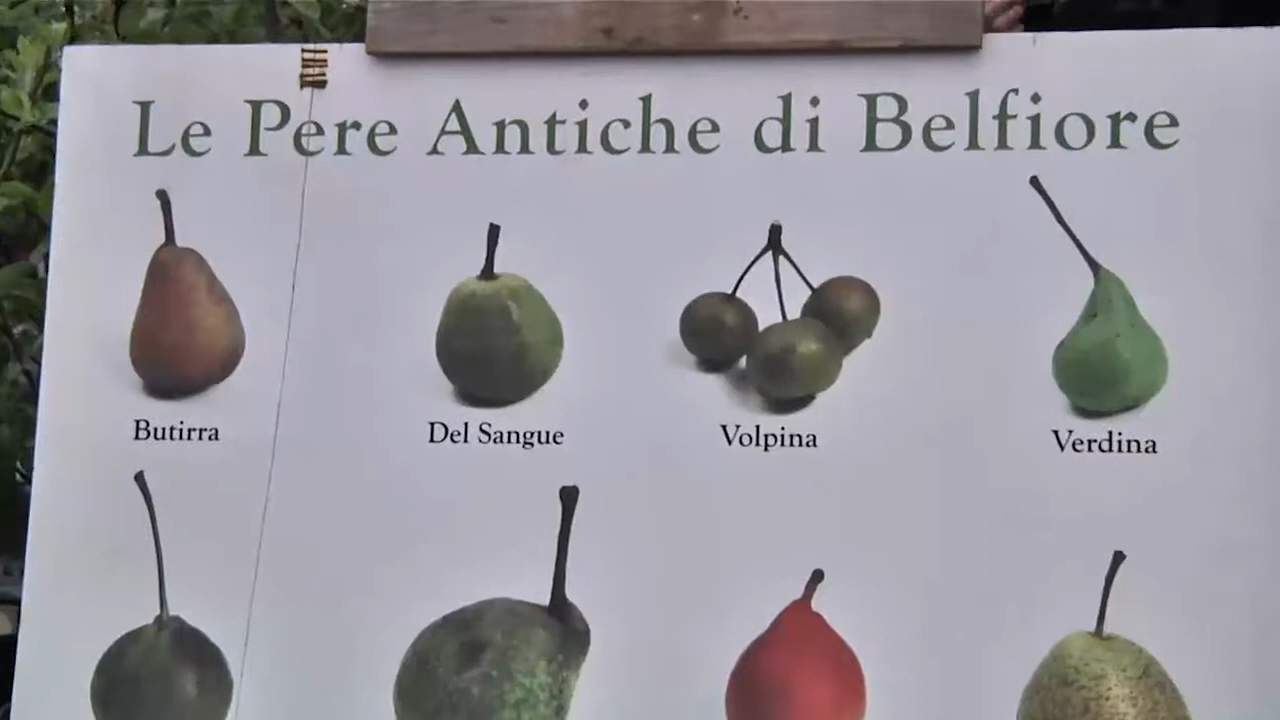 Le Pere Antiche di Belfiore
Butirra
Del Sangue
Volpina
Verdina